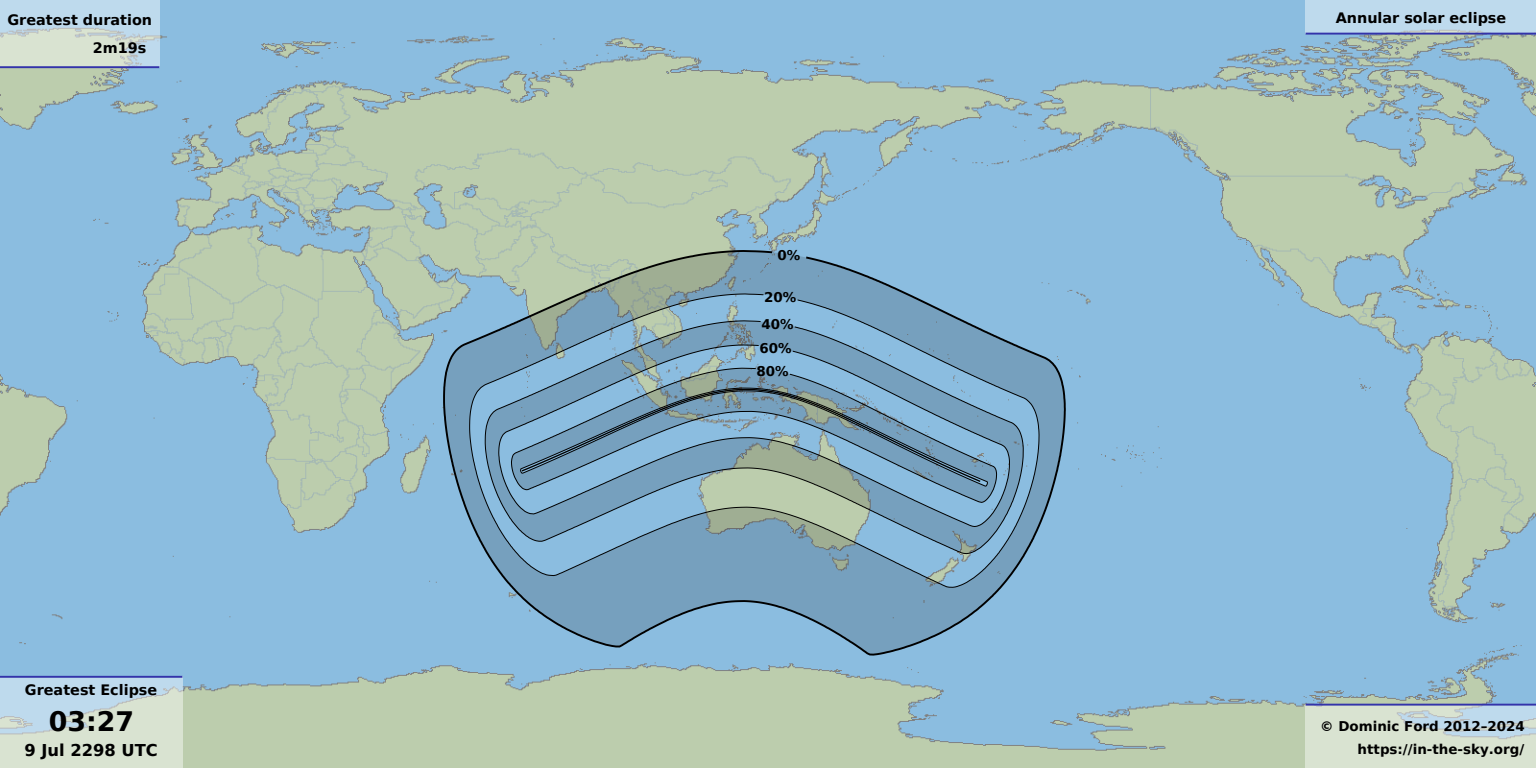 Greatest duration
2m19s
Annular solar eclipse
0%
20%
40%
60%
80%
Greatest Eclipse
03:27
9 Jul 2298 UTC
© Dominic Ford 2012–2024
https://in-the-sky.org/